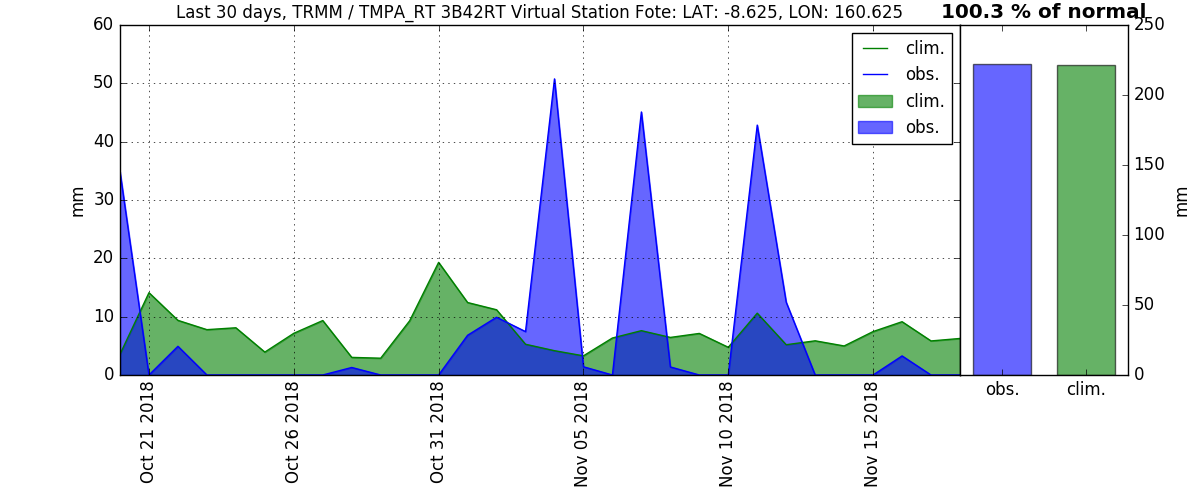 Last 30 days, TRMM / TMPA_RT 3B42RT Virtual Station Fote: LAT: -8.625, LON: 160.625
100.3 % of normal
60
50
40
30
20
10
0
mm
clim.
obs.
clim.
obs.
Oct 21 2018
Oct 26 2018
Oct 31 2018
Nov 05 2018
Nov 10 2018
Nov 15 2018
250
200
150
100
50
0
mm
obs.
clim.